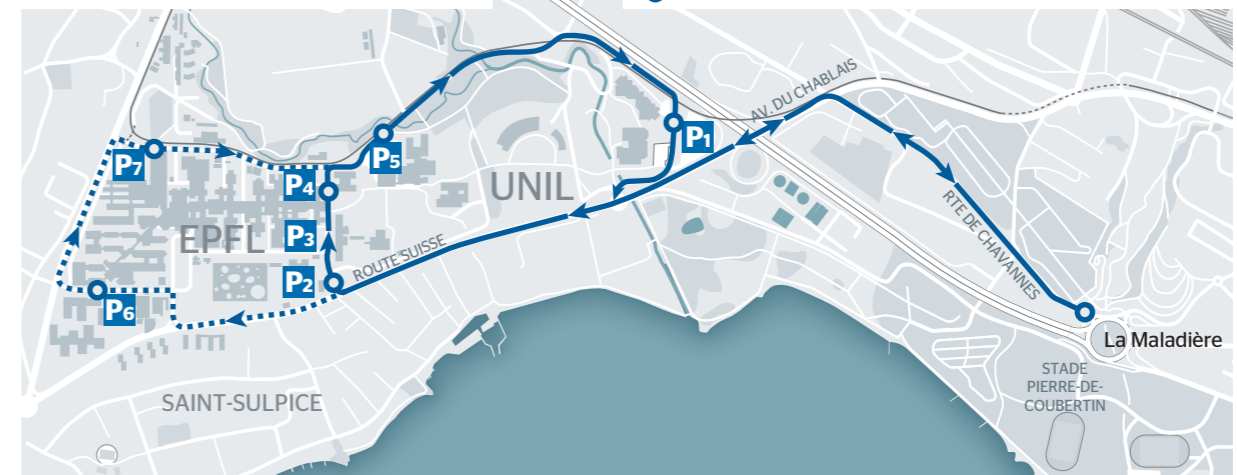 AV. DU CHABLAIS
P1
P7
P5
P4
UNIL
RTE DE CHAVANNES
P3
EPFL
ROUTE SUISSE
P2
P6
La Maladière
SAINT-SULPICE
STADE
PIERRE-DE-
COUBERTIN